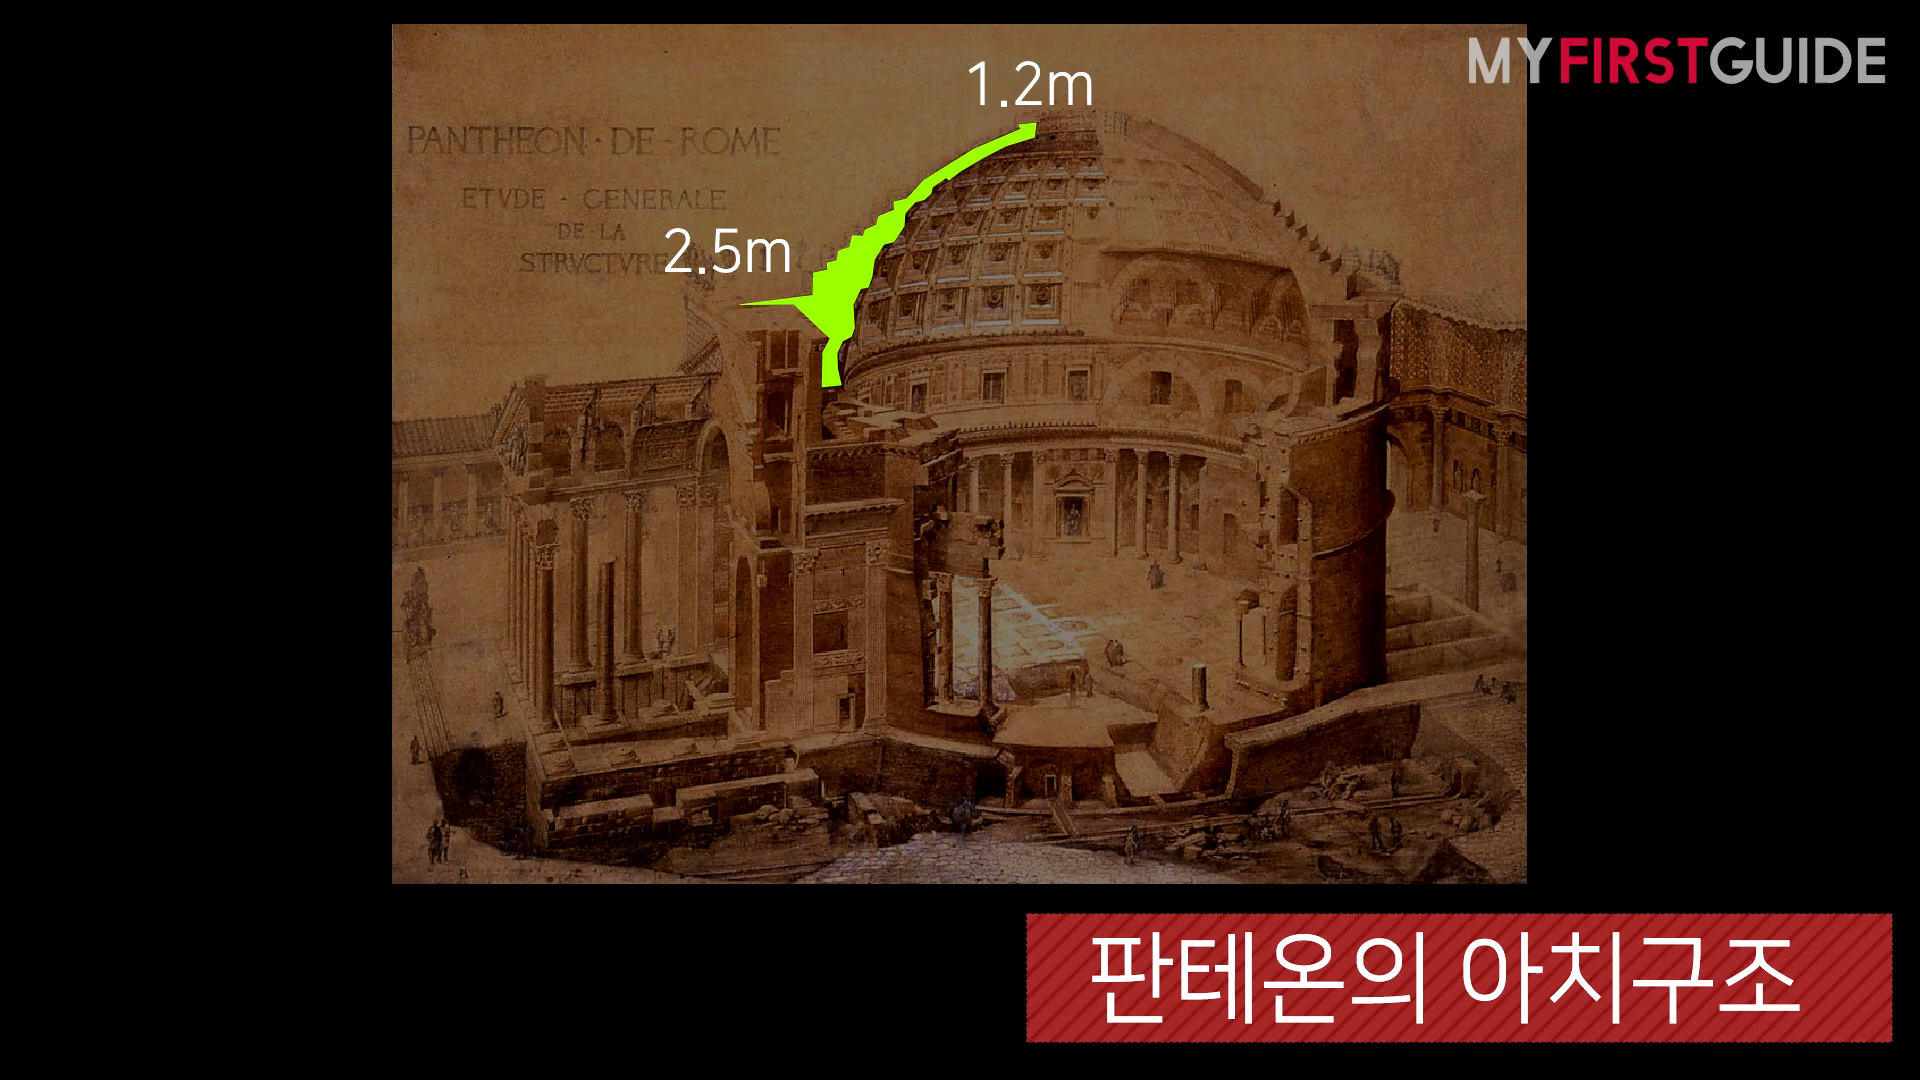 MYFIRSTGUIDE
1.2m
PANTHEON · DE · ROME
ETVDE · GENERALE
DE · LA
STRVCTVRE
2.5m
판테온의 아치구조